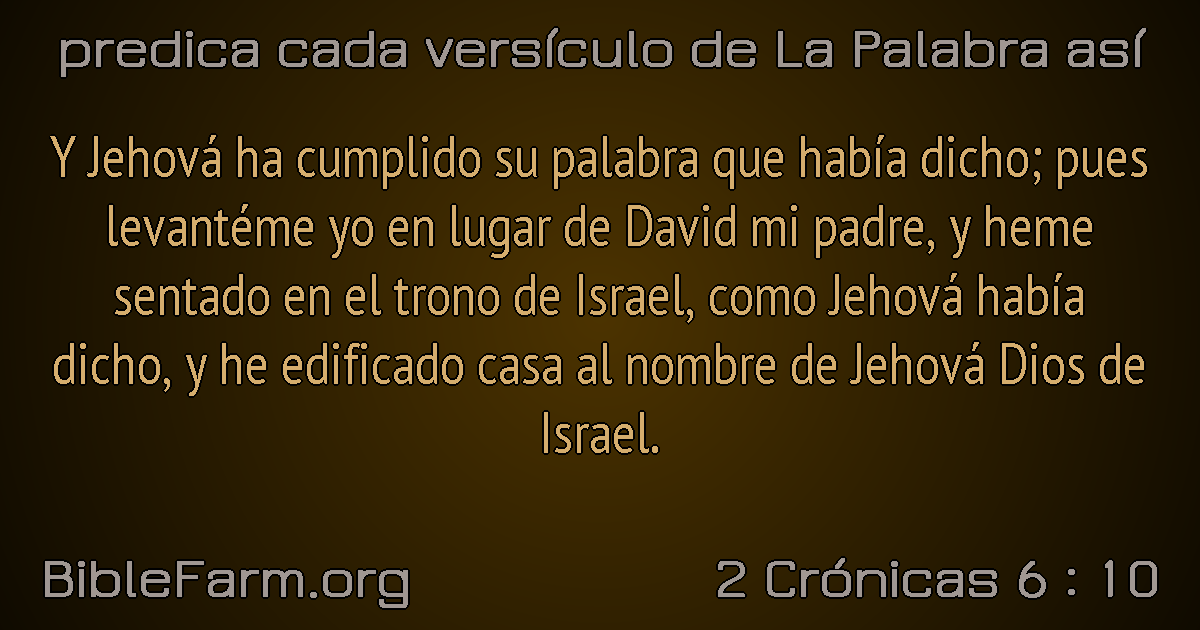 predica cada versículo de La Palabra así
Y Jehová ha cumplido su palabra que había dicho; pues
levantéme yo en lugar de David mi padre, y heme
sentado en el trono de Israel, como Jehová había
dicho, y he edificado casa al nombre de Jehová Dios de
Israel.
BibleFarm.org
2 Crónicas 6 : 10